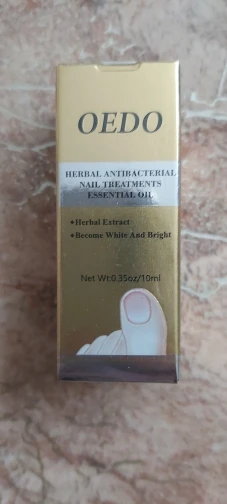 OEDO
HERBAL ANTIBACTERIAL
NAIL TREATMENTS
ESSENTIAL OIL
•Herbal Extract
•Become White And Bright
Net Wt:0.35oz/10ml